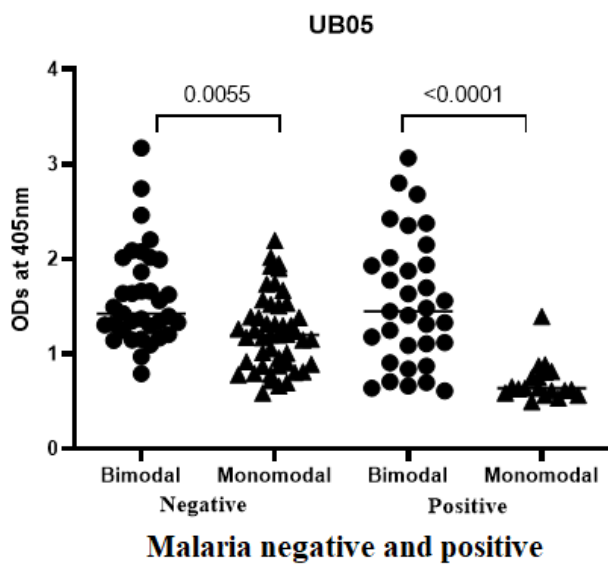 UB05
4
0.0055
<0.0001
3
ODs at 405nm
2
1
0
Bimodal Monomodal Bimodal Monomodal
Negative Positive
Malaria negative and positive